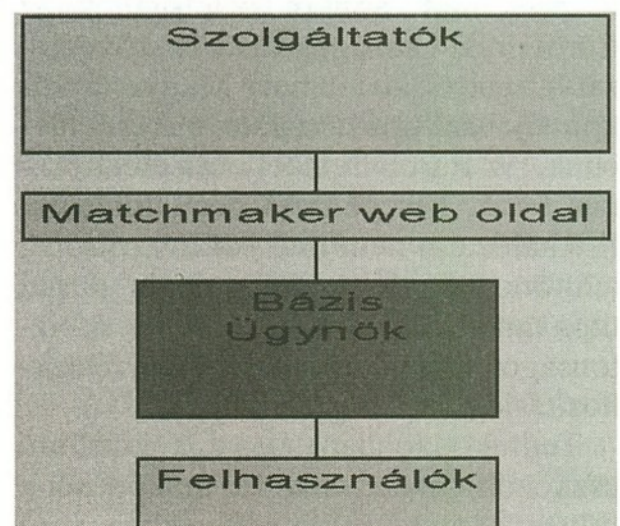 Szolgáltatók
Matchmaker web oldal
Bázis
Ügynök
Felhasználók